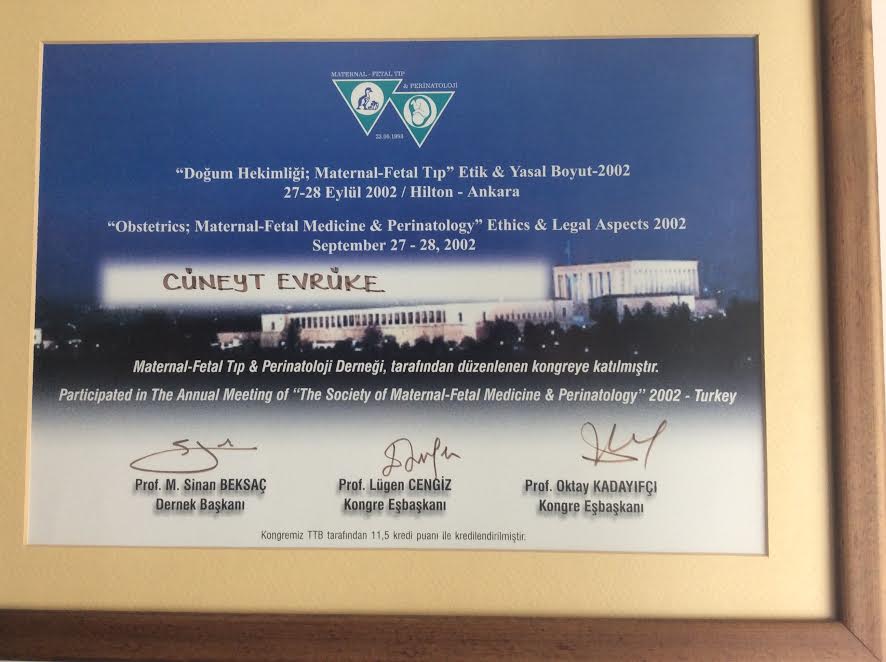 MATERNAL - FETAL TIP
& PERINATOLOJİ
23.06.1993
“Doğum Hekimliği; Maternal-Fetal Tıp” Etik & Yasal Boyut-2002
27-28 Eylül 2002 / Hilton - Ankara
“Obstetrics; Maternal-Fetal Medicine & Perinatology” Ethics & Legal Aspects 2002
September 27 - 28, 2002
CÜNEYT EVRÜKE
Maternal-Fetal Tıp & Perinatoloji Derneği, tarafından düzenlenen kongreye katılmıştır.
Participated in The Annual Meeting of “The Society of Maternal-Fetal Medicine & Perinatology” 2002 - Turkey
Prof. M. Sinan BEKSAÇ
Dernek Başkanı
Prof. Lügen CENGİZ
Kongre Eşbaşkanı
Prof. Oktay KADAYIFÇI
Kongre Eşbaşkanı
Kongremiz TTB tarafından 11,5 kredi puanı ile kredilendirilmiştir.